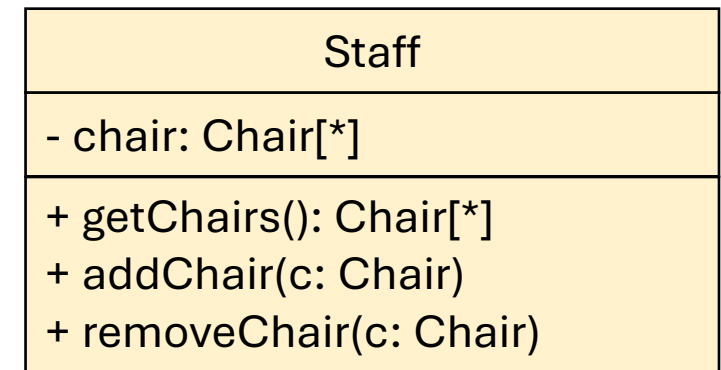 Staff
- chair: Chair[*]
+ getChairs(): Chair[*]
+ addChair(c: Chair)
+ removeChair(c: Chair)